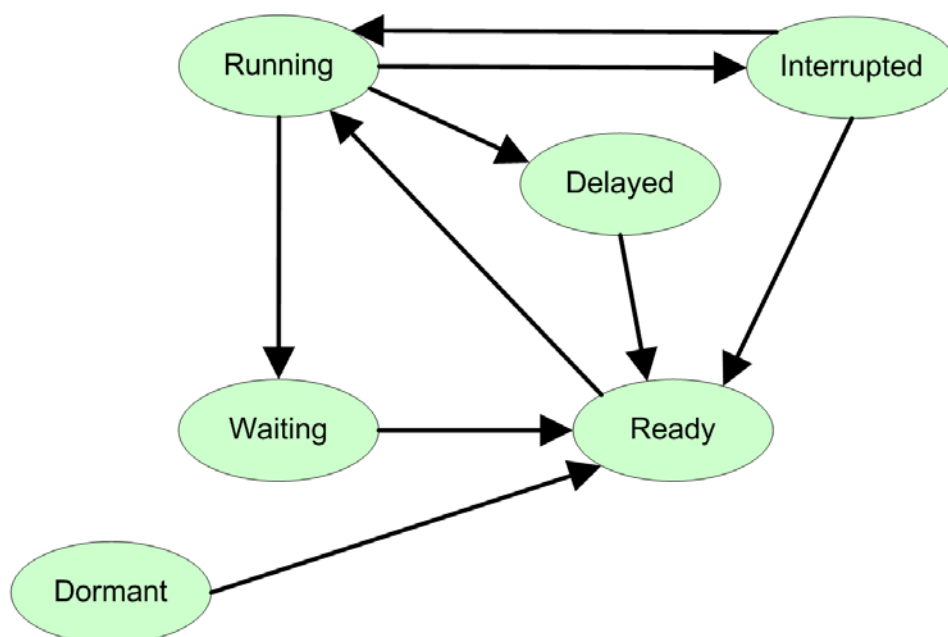 Running
Interrupted
Delayed
Waiting
Ready
Dormant